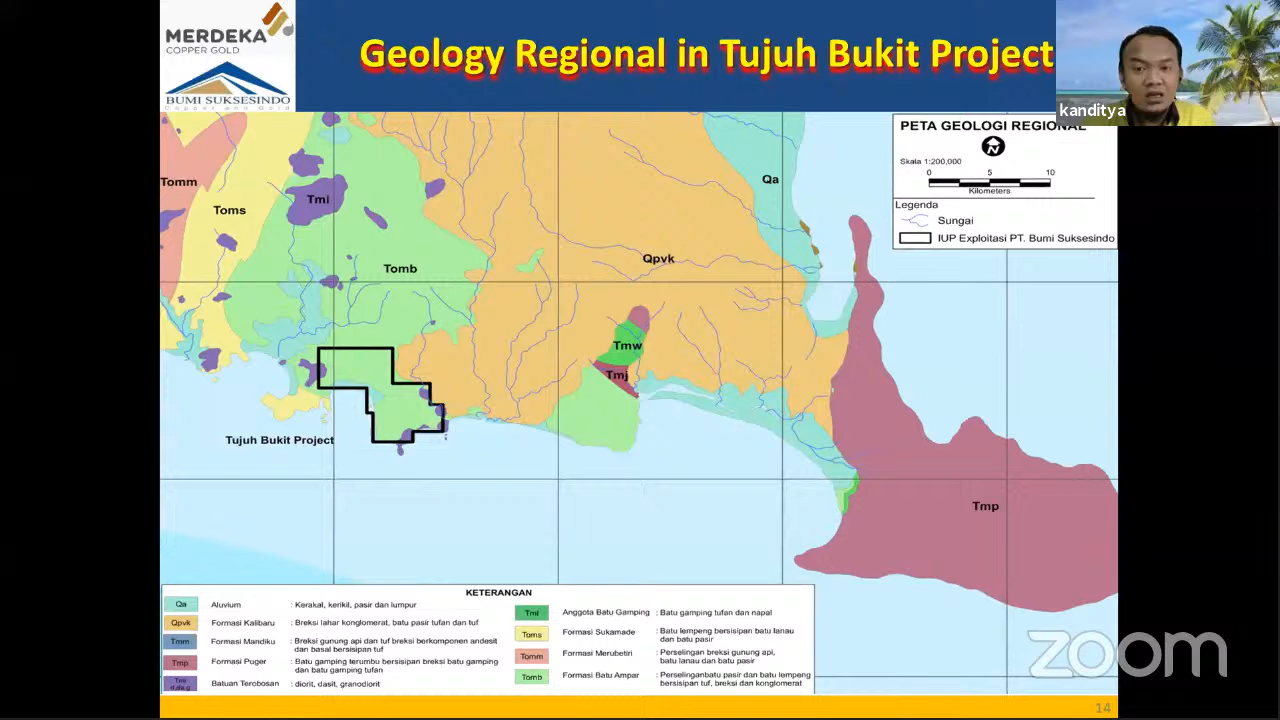 MERDEKA
COPPER GOLD
BUMI SUKSESINDO
Copper and Gold
Geology Regional in Tujuh Bukit Project
kanditya
PETA GEOLOGI REGIONAL
N
Skala 1:200,000
0 5 10
Kilometers
Legenda
Sungai
IUP Exploitasi PT. Bumi Suksesindo
Tomm
Toms
Tmi
Tomb
Qpvk
Qa
Tmw
Tmj
Tmp
Tujuh Bukit Project
KETERANGAN
Qa Aluvium : Kerakal, kerikil, pasir dan lumpur
Qpvk Formasi Kalibaru : Breksi lahar konglomerat, batu pasir tufan dan tuf
Tmm Formasi Mandiku : Breksi gunung api dan tuf breksi berkomponen andesit
dan basal bersisipan tuf
Tmp Formasi Puger : Batu gamping terumbu bersisipan breksi batu gamping
dan batu gamping tufan
Tmi
Batuan Terobosan : diorit, dasit, granodiorit
Tml Anggota Batu Gamping : Batu gamping tufan dan napal
Toms Formasi Sukamade : Batu lempeng bersisipan batu lanau
dan batu pasir
Tomm Formasi Merubetiri : Perselingan breksi gunung api,
batu lanau dan batu pasir
Tomb Formasi Batu Ampar : Perselinganbatu pasir dan batu lempeng
bersisipan tuf, breksi dan konglomerat
zoom
14